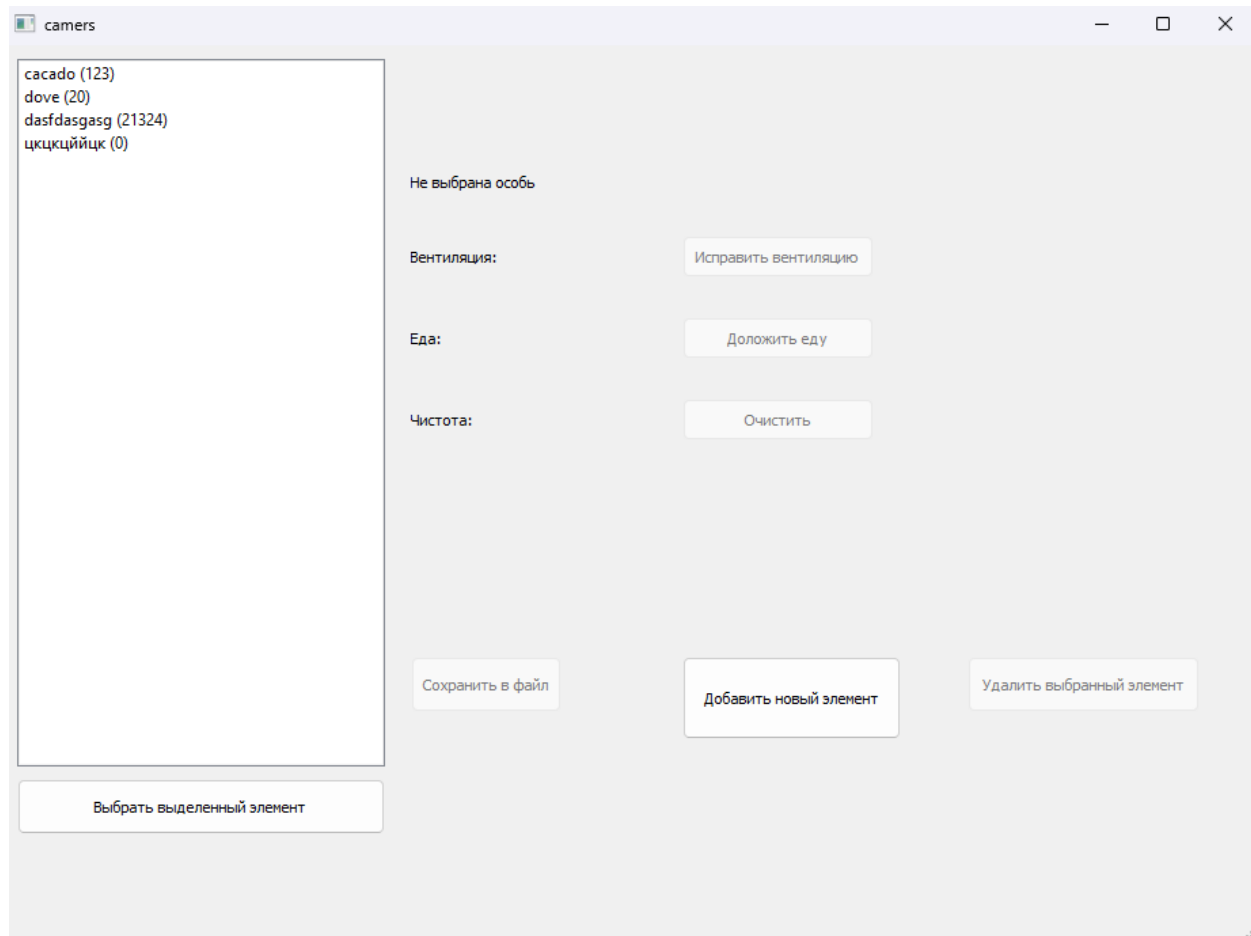 camers
cacado (123)
dove (20)
dasfdasgasg (21324)
цкцкцййцк (0)
Не выбрана особь
Вентиляция:
Исправить вентиляцию
Еда:
Доложить еду
Чистота:
Очистить
Сохранить в файл
Добавить новый элемент
Удалить выбранный элемент
Выбрать выделенный элемент